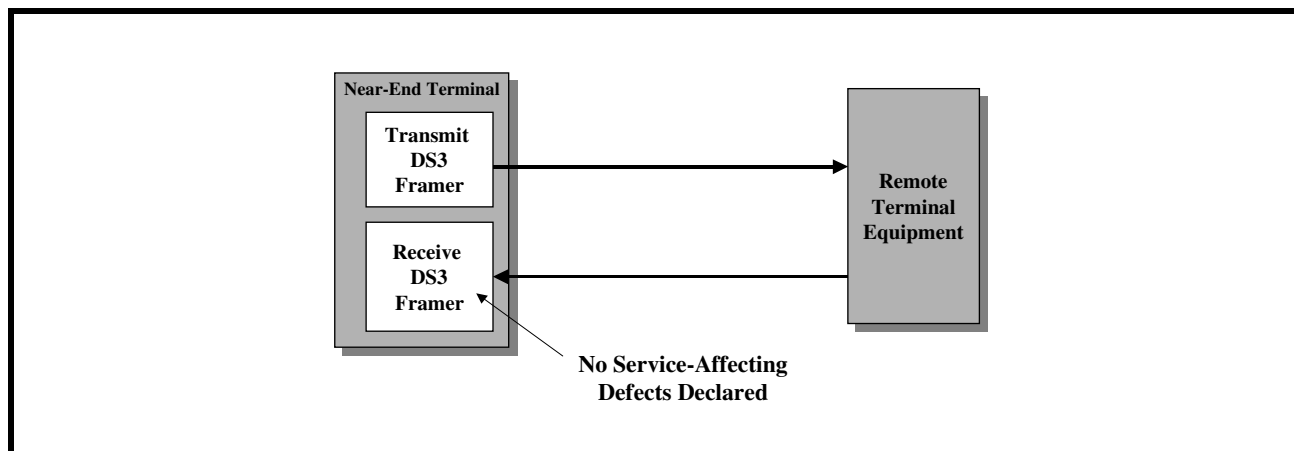 Near-End Terminal
Transmit
DS3
Framer
Receive
DS3
Framer
Remote
Terminal
Equipment
No Service-Affecting
Defects Declared